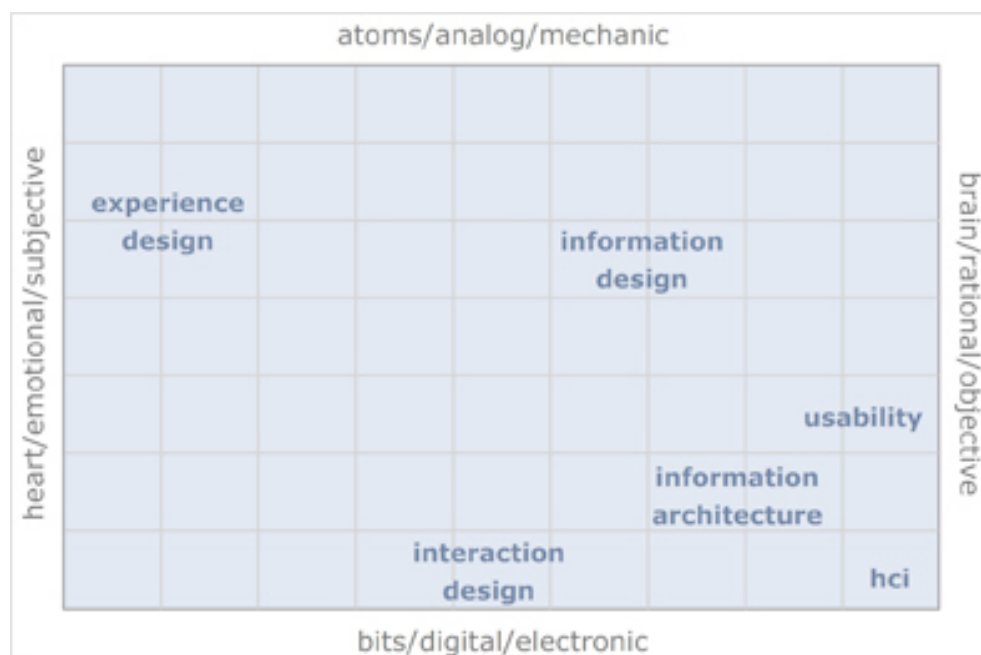 atoms/analog/mechanic
heart/emotional/subjective
brain/rational/objective
experience
design
information
design
usability
information
architecture
interaction
design
hci
bits/digital/electronic